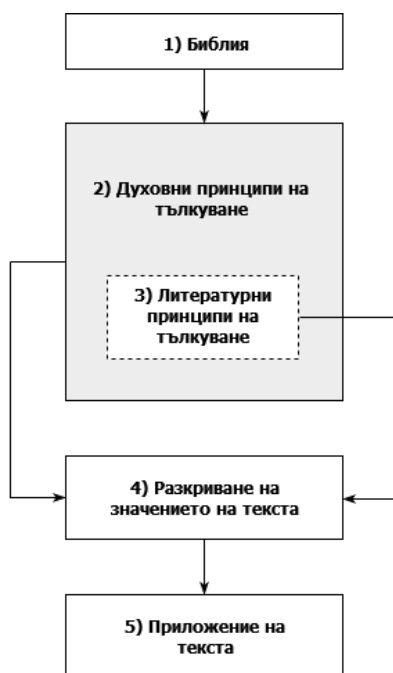 1) Библия
2) Духовни принципи на
тълкуване
3) Литературни
принципи на
тълкуване
4) Разкриване на
значението на текста
5) Приложение на
текста